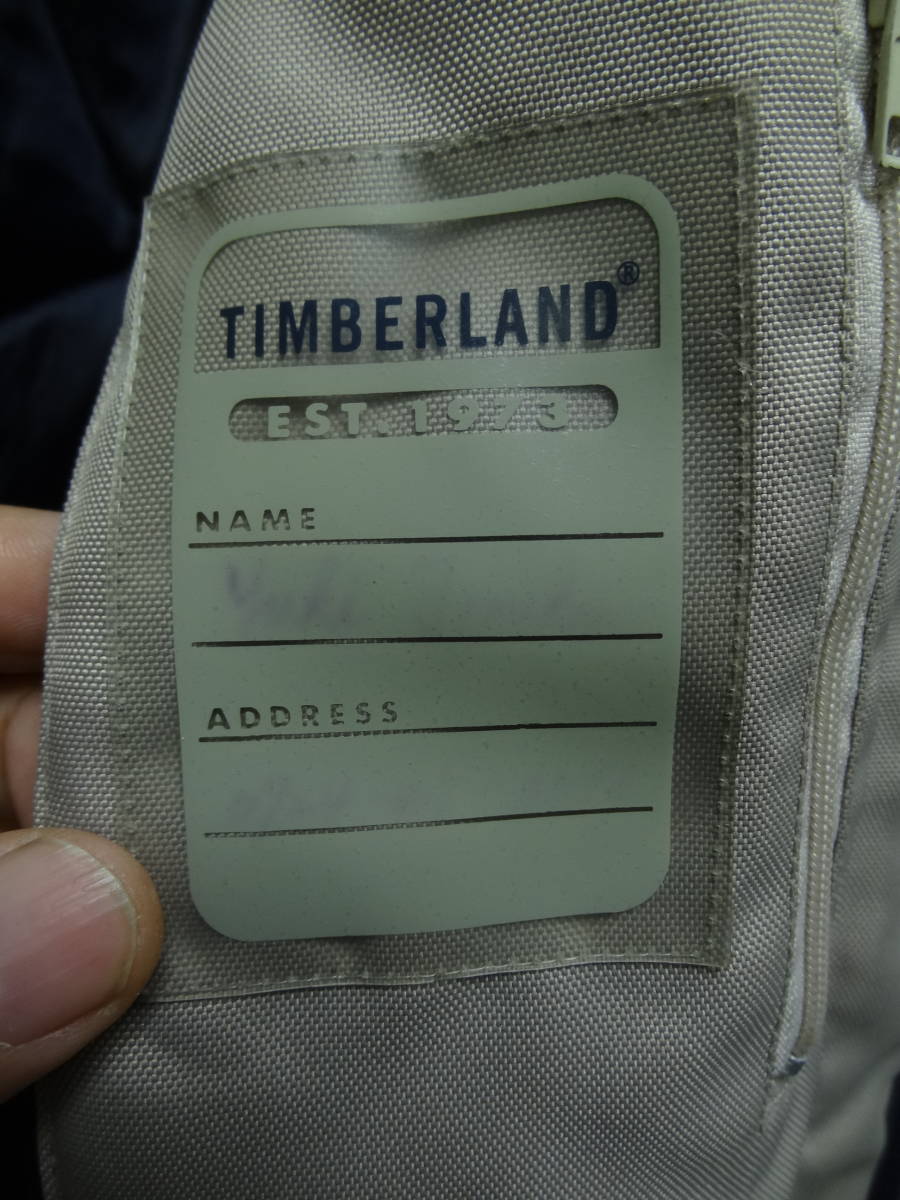 TIMBERLAND®
EST. 1973
NAME
ADDRESS